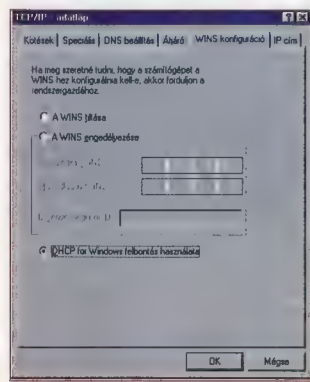 TCP/IP - adatlap
Kötések Speciális DNS beállítás Átjáró WINS konfiguráció IP cím
Ha meg szeretné tudni, hogy a számítógépet a
WINS hez konfigurálnia kell-e, akkor forduljon a
rendszergazdához.
A WINS tiltása
A WINS engedélyezése
DHCP for Windows felbontás használata
OK Mégse